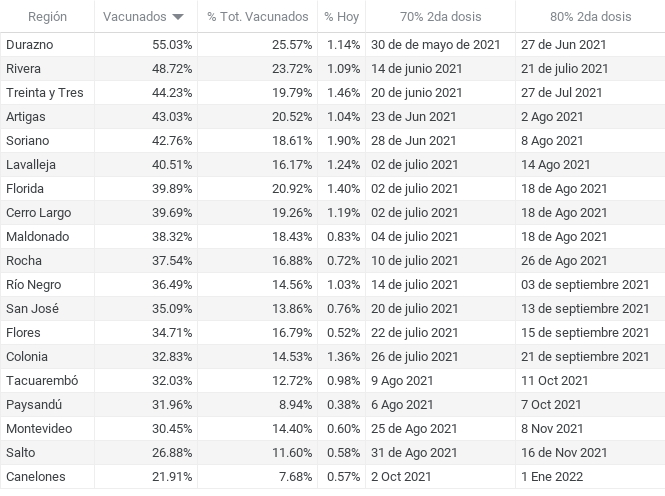 Región Vacunados % Tot. Vacunados % Hoy 70% 2da dosis 80% 2da dosis
Durazno 55.03% 25.57% 1.14% 30 de de mayo de 2021 27 de Jun 2021
Rivera 48.72% 23.72% 1.09% 14 de junio 2021 21 de julio 2021
Treinta y Tres 44.23% 19.79% 1.46% 20 de junio 2021 27 de Jul 2021
Artigas 43.03% 20.52% 1.04% 23 de Jun 2021 2 Ago 2021
Soriano 42.76% 18.61% 1.90% 28 de Jun 2021 8 Ago 2021
Lavalleja 40.51% 16.17% 1.24% 02 de julio 2021 14 Ago 2021
Florida 39.89% 20.92% 1.40% 02 de julio 2021 18 de Ago 2021
Cerro Largo 39.69% 19.26% 1.19% 02 de julio 2021 18 de Ago 2021
Maldonado 38.32% 18.43% 0.83% 04 de julio 2021 18 de Ago 2021
Rocha 37.54% 16.88% 0.72% 10 de julio 2021 26 de Ago 2021
Río Negro 36.49% 14.56% 1.03% 14 de julio 2021 03 de septiembre 2021
San José 35.09% 13.86% 0.76% 20 de julio 2021 13 de septiembre 2021
Flores 34.71% 16.79% 0.52% 22 de julio 2021 15 de septiembre 2021
Colonia 32.83% 14.53% 1.36% 26 de julio 2021 21 de septiembre 2021
Tacuarembó 32.03% 12.72% 0.98% 9 Ago 2021 11 Oct 2021
Paysandú 31.96% 8.94% 0.38% 6 Ago 2021 7 Oct 2021
Montevideo 30.45% 14.40% 0.60% 25 de Ago 2021 8 Nov 2021
Salto 26.88% 11.60% 0.58% 31 de Ago 2021 16 de Nov 2021
Canelones 21.91% 7.68% 0.57% 2 Oct 2021 1 Ene 2022